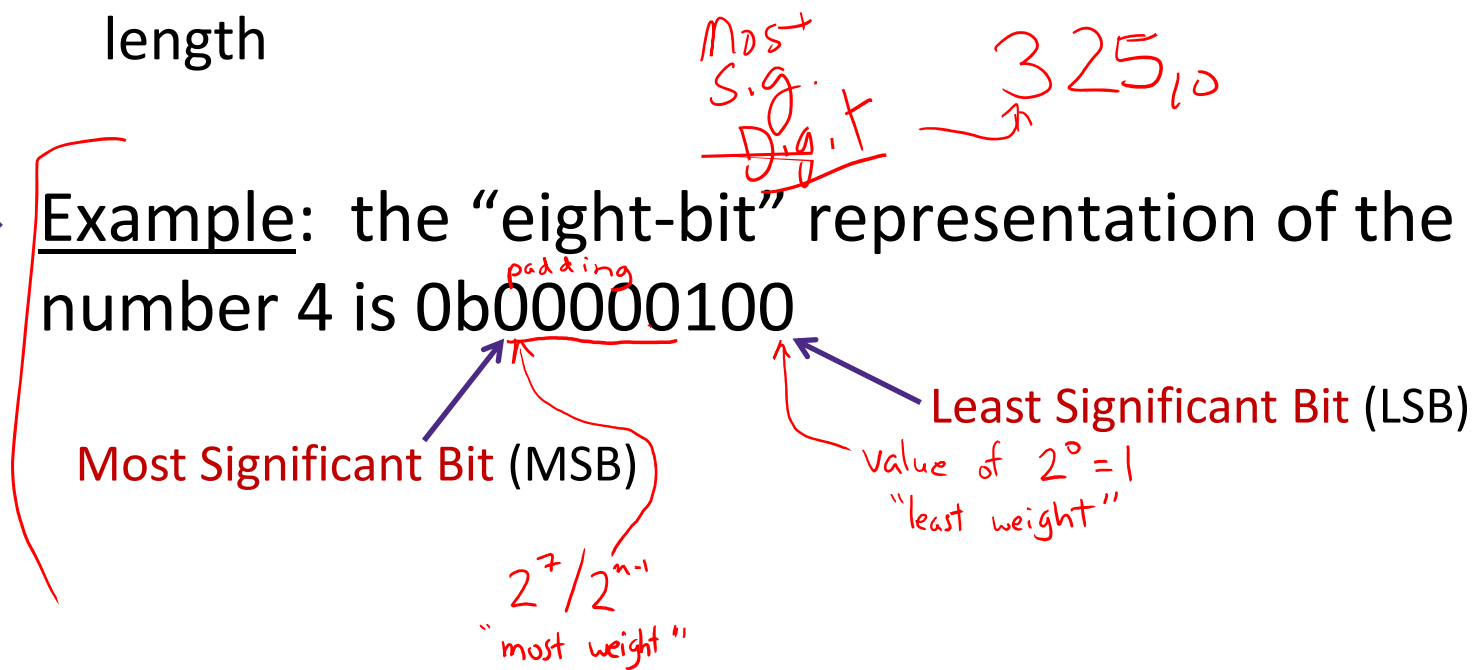 length
Most
Sig.
Digit
325₁₀
Example: the “eight-bit” representation of the
padding
number 4 is 0b00000100
Least Significant Bit (LSB)
Most Significant Bit (MSB)
value of 2⁰ = 1
"least weight"
2⁷/2ⁿ⁻¹
"most weight"